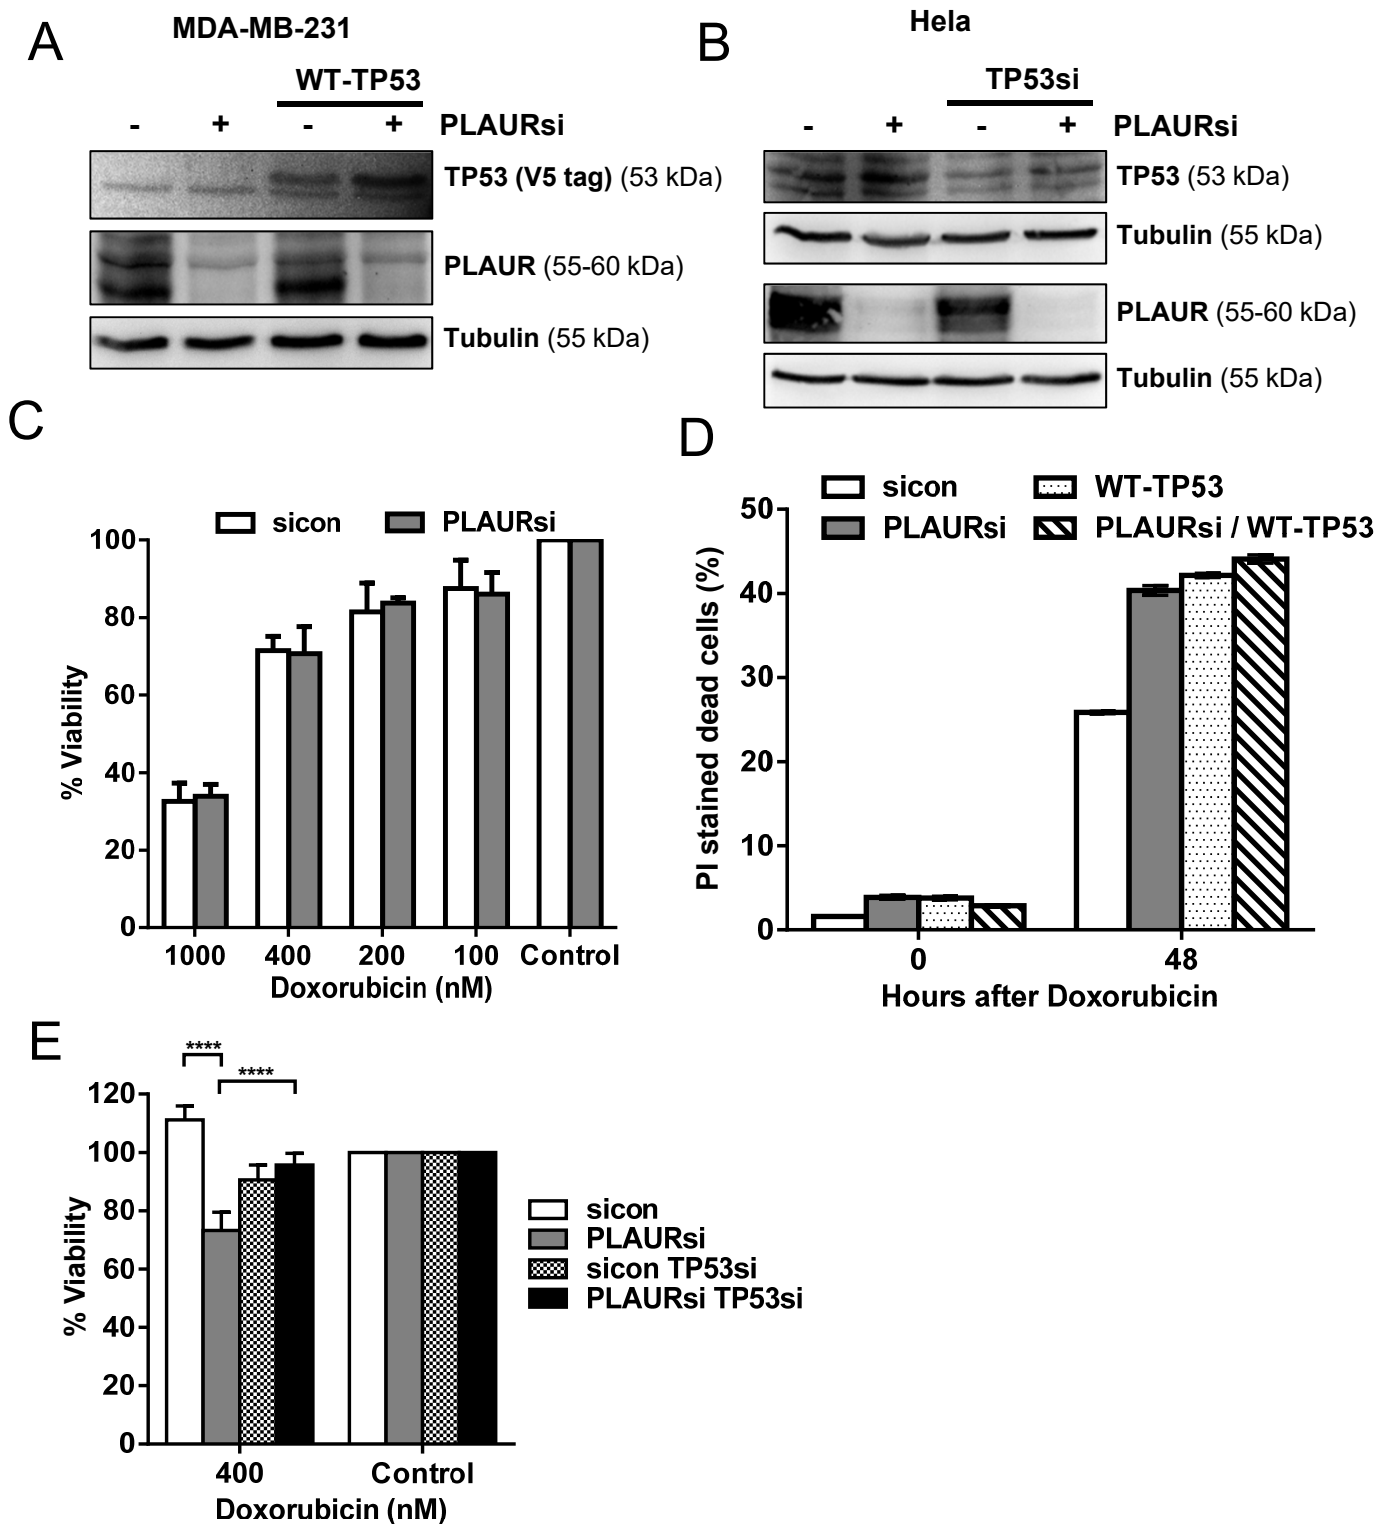 A
MDA-MB-231
WT-TP53
- + - + PLAURsi
TP53 (V5 tag) (53 kDa)
PLAUR (55-60 kDa)
Tubulin (55 kDa)
B
Hela
TP53si
- + - + PLAURsi
TP53 (53 kDa)
Tubulin (55 kDa)
PLAUR (55-60 kDa)
Tubulin (55 kDa)
C
sicon PLAURsi
% Viability
100
80
60
40
20
0
1000 400 200 100 Control
Doxorubicin (nM)
D
sicon WT-TP53
PLAURsi PLAURsi / WT-TP53
PI stained dead cells (%)
50
40
30
20
10
0
0 48
Hours after Doxorubicin
E
****
****
% Viability
120
100
80
60
40
20
0
400 Control
Doxorubicin (nM)
sicon
PLAURsi
sicon TP53si
PLAURsi TP53si